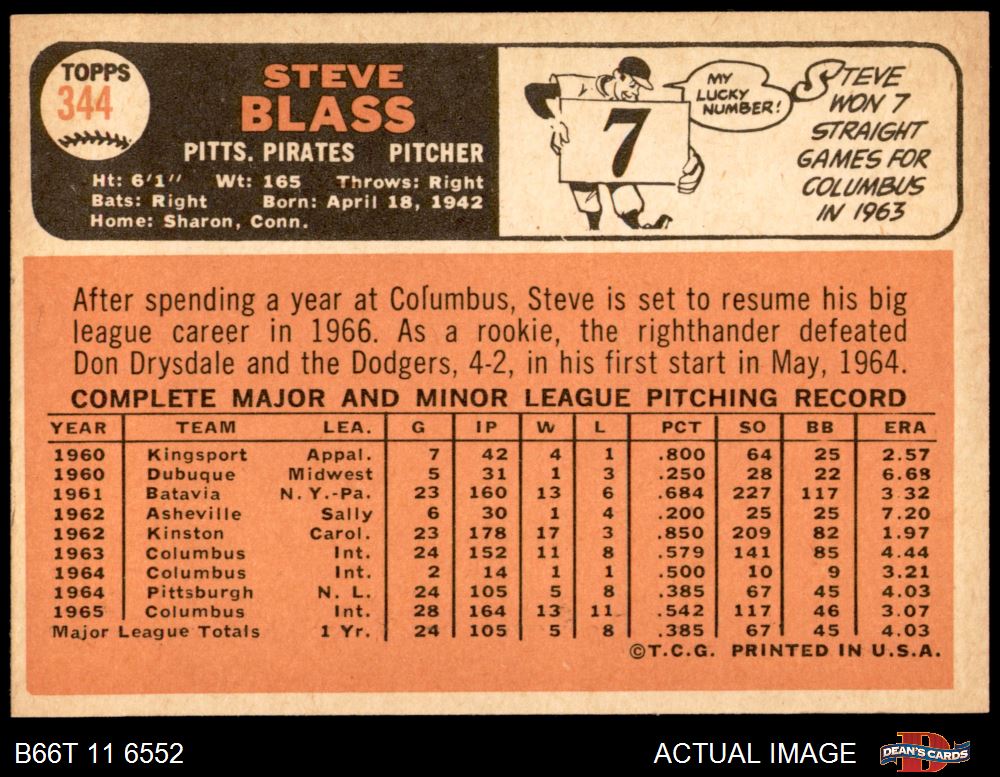 TOPPS
344
STEVE
BLASS
PITTS. PIRATES PITCHER
Ht: 6'1" Wt: 165 Throws: Right
Bats: Right Born: April 18, 1942
Home: Sharon, Conn.
7
MY
LUCKY
NUMBER!
STEVE
WON 7
STRAIGHT
GAMES FOR
COLUMBUS
IN 1963
After spending a year at Columbus, Steve is set to resume his big
league career in 1966. As a rookie, the righthander defeated
Don Drysdale and the Dodgers, 4-2, in his first start in May, 1964.
COMPLETE MAJOR AND MINOR LEAGUE PITCHING RECORD
YEAR TEAM LEA. G IP W L PCT SO BB ERA
1960 Kingsport Appal. 7 42 4 1 .800 64 25 2.57
1960 Dubuque Midwest 5 31 1 3 .250 28 22 6.68
1961 Batavia N.Y.-Pa. 23 160 13 6 .684 227 117 3.32
1962 Asheville Sally 6 30 1 4 .200 25 25 7.20
1962 Kinston Carol. 23 178 17 3 .850 209 82 1.97
1963 Columbus Int. 24 152 11 8 .579 141 85 4.44
1964 Columbus Int. 2 14 1 1 .500 10 9 3.21
1964 Pittsburgh N. L. 24 105 5 8 .385 67 45 4.03
1965 Columbus Int. 28 164 13 11 .542 117 46 3.07
Major League Totals 1 Yr. 24 105 5 8 .385 67 45 4.03
©T.C.G. PRINTED IN U.S.A.
B66T 11 6552
ACTUAL IMAGE
DEAN'S CARDS